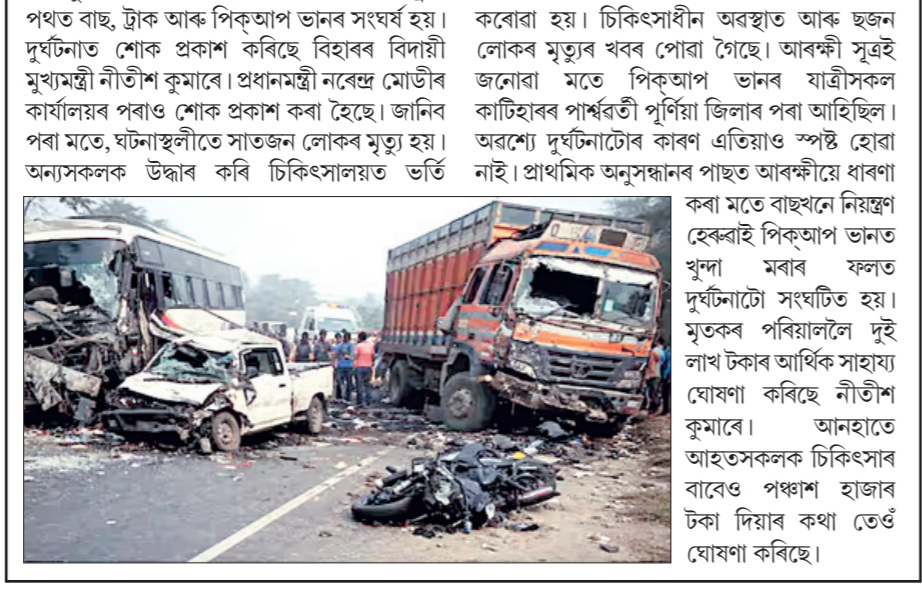 পথত বাছ, ট্ৰাক আৰু পিক্আপ ভানৰ সংঘৰ্ষ হয়।
দুৰ্ঘটনাত শোক প্ৰকাশ কৰিছে বিহাৰৰ বিদায়ী
মুখ্যমন্ত্ৰী নীতীশ কুমাৰে। প্ৰধানমন্ত্ৰী নৰেন্দ্ৰ মোডীৰ
কাৰ্যালয়ৰ পৰাও শোক প্ৰকাশ কৰা হৈছে। জানিব
পৰা মতে, ঘটনাস্থলীতে সাতজন লোকৰ মৃত্যু হয়।
অন্যসকলক উদ্ধাৰ কৰি চিকিৎসালয়ত ভৰ্তি
কৰোৱা হয়। চিকিৎসাধীন অৱস্থাত আৰু ছজন
লোকৰ মৃত্যুৰ খবৰ পোৱা গৈছে। আৰক্ষী সূত্ৰই
জনোৱা মতে পিক্আপ ভানৰ যাত্ৰীসকল
কাটিহাৰৰ পাৰ্শ্বৱৰ্তী পূৰ্ণিয়া জিলাৰ পৰা আহিছিল।
অৱশ্যে দুৰ্ঘটনাটোৰ কাৰণ এতিয়াও স্পষ্ট হোৱা
নাই। প্ৰাথমিক অনুসন্ধানৰ পাছত আৰক্ষীয়ে ধাৰণা
কৰা মতে বাছখনে নিয়ন্ত্ৰণ
হেৰুৱাই পিক্আপ ভানত
খুন্দা মৰাৰ ফলত
দুৰ্ঘটনাটো সংঘটিত হয়।
মৃতকৰ পৰিয়াললৈ দুই
লাখ টকাৰ আৰ্থিক সাহায্য
ঘোষণা কৰিছে নীতীশ
কুমাৰে। আনহাতে
আহতসকলক চিকিৎসাৰ
বাবেও পঞ্চাশ হাজাৰ
টকা দিয়াৰ কথা তেওঁ
ঘোষণা কৰিছে।